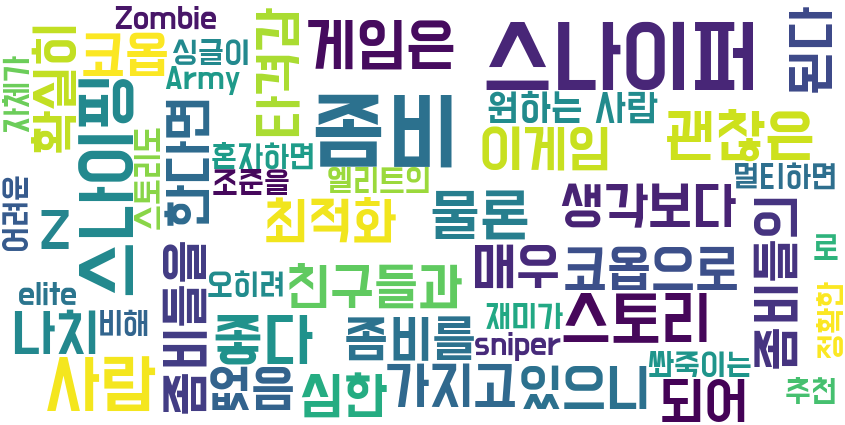 Zombie
자체가
확실히
코옵
싱글이
Army
타격감
게임은
스나이퍼
된다
스나이핑
스토리도
한다면
혼자하면
조준을
좀비
엘리트의
원하는 사람
이게임
괜찮은
멀티하면
어려운
Z
최적화
물론
생각보다
좀비들의
로
좀비들을
오히려
친구들과
매우
코옵으로
elite
나치
비해
좋다
좀비를
재미가
sniper
스토리
정확한
사람
없음
심한
가지고
있으니
쏴죽이는
되어
추천